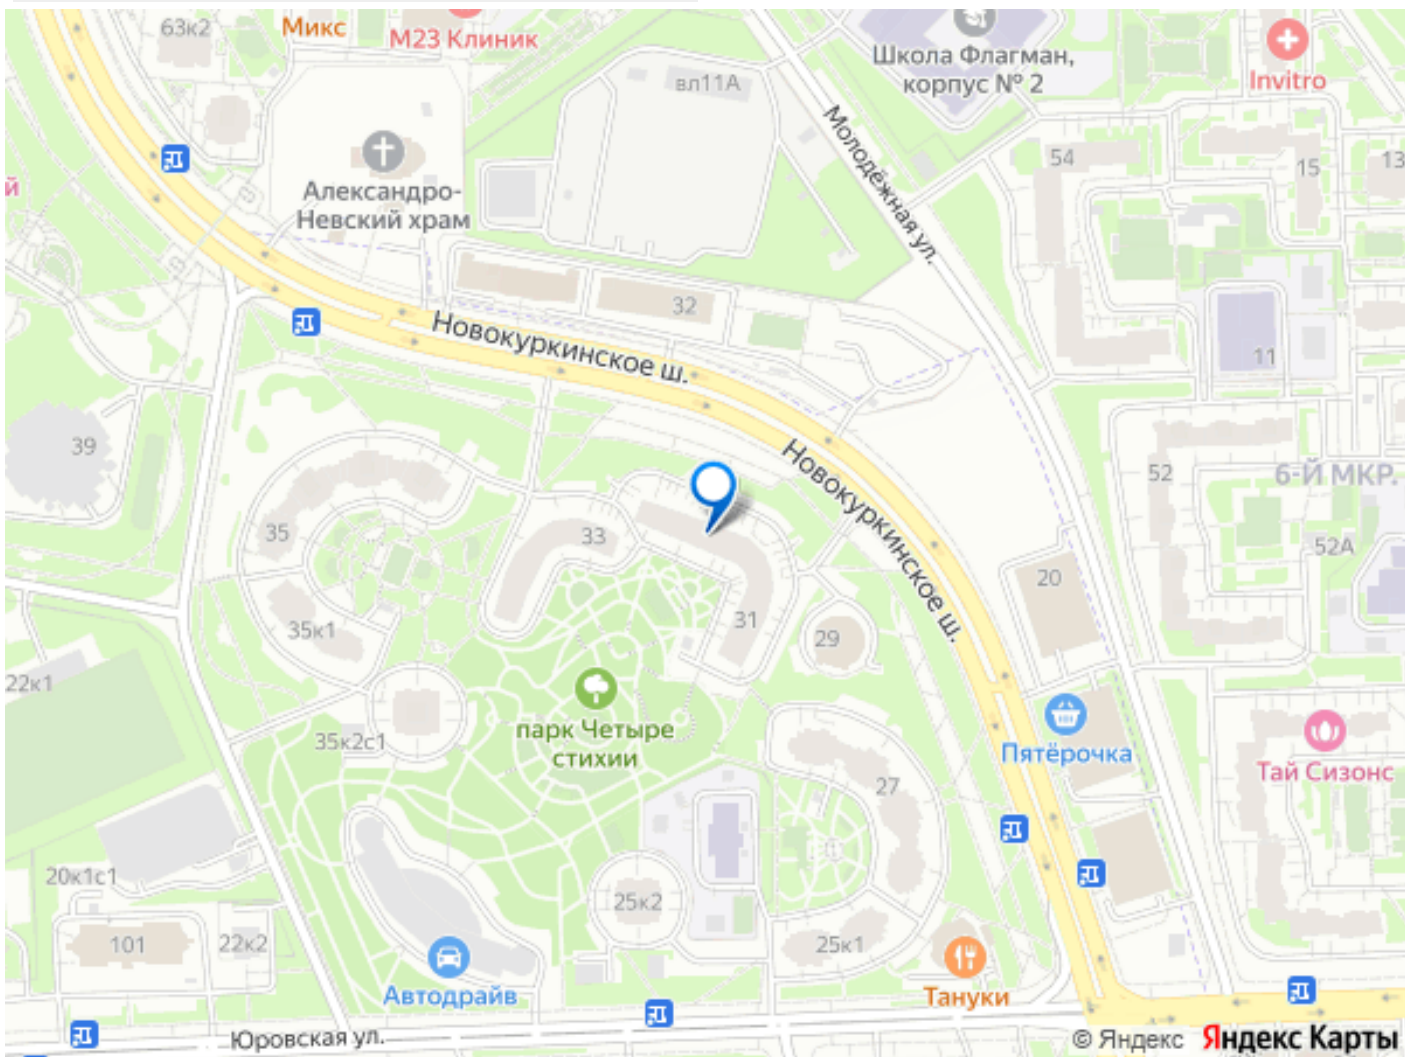 63к2
Микс
М23 Клиник
вл11А
Школа Флагман,
корпус № 2
Invitro
Молодёжная ул.
54
15
13
й
Александро-
Невский храм
32
11
Новокуркинское ш.
39
Новокуркинское ш.
52
6-Й МКР.
35
33
52А
20
35к1
31
29
22к1
парк Четыре
стихии
35к2с1
Пятёрочка
Тай Сизонс
27
20к1с1
25к2
101
22к2
25к1
Автодрайв
Тануки
Юровская ул.
© Яндекс Яндекс Карты